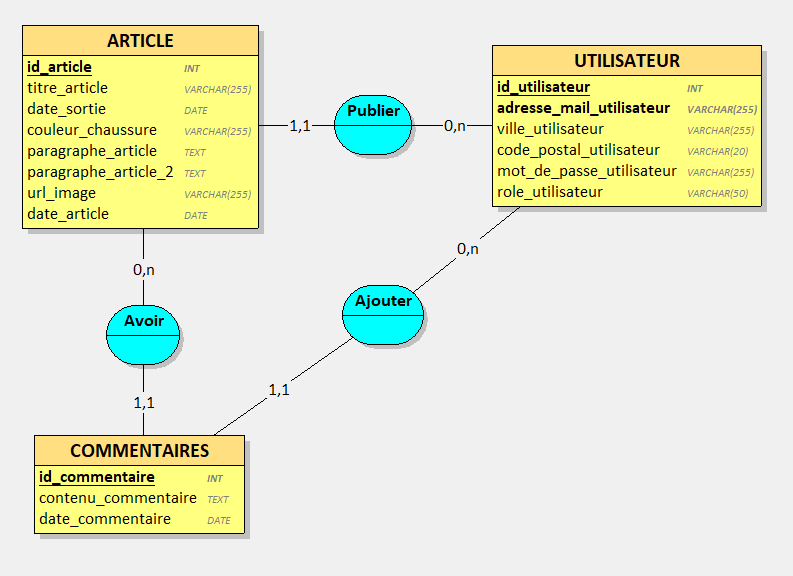 ARTICLE
id_article INT
titre_article VARCHAR(255)
date_sortie DATE
couleur_chaussure VARCHAR(255)
paragraphe_article TEXT
paragraphe_article_2 TEXT
url_image VARCHAR(255)
date_article DATE
1,1
Publier
0,n
UTILISATEUR
id_utilisateur INT
adresse_mail_utilisateur VARCHAR(255)
ville_utilisateur VARCHAR(255)
code_postal_utilisateur VARCHAR(20)
mot_de_passe_utilisateur VARCHAR(255)
role_utilisateur VARCHAR(50)
0,n
Avoir
1,1
0,n
Ajouter
1,1
COMMENTAIRES
id_commentaire INT
contenu_commentaire TEXT
date_commentaire DATE